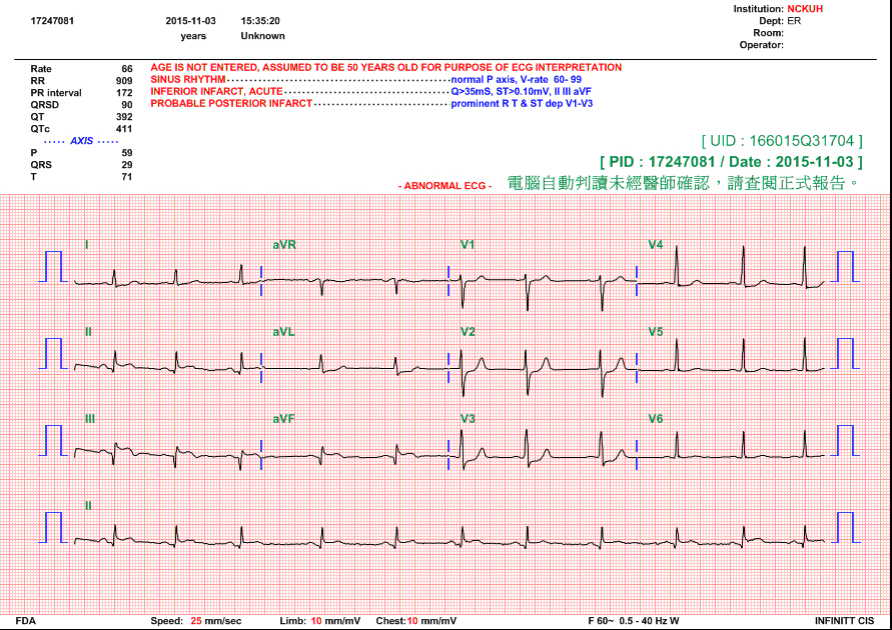 Institution: NCKUH
17247081 2015-11-03 15:35:20 Dept: ER
years Unknown Room:
Operator:
Rate 66 AGE IS NOT ENTERED, ASSUMED TO BE 50 YEARS OLD FOR PURPOSE OF ECG INTERPRETATION
RR 909 SINUS RHYTHM - - - normal P axis, V-rate 60- 99
PR interval 172 INFERIOR INFARCT, ACUTE - - - Q>35mS, ST>0.10mV, II III aVF
QRSD 90 PROBABLE POSTERIOR INFARCT - - - prominent R T & ST dep V1-V3
QT 392
QTc 411
····· AXIS ·····
P 59
QRS 29
T 71
[ UID : 166015Q31704 ]
[ PID : 17247081 / Date : 2015-11-03 ]
- ABNORMAL ECG - 電腦自動判讀未經醫師確認，請查閱正式報告。
I aVR V1 V4
II aVL V2 V5
III aVF V3 V6
II
FDA Speed: 25 mm/sec Limb: 10 mm/mV Chest: 10 mm/mV F 60~ 0.5 - 40 Hz W INFINITT CIS